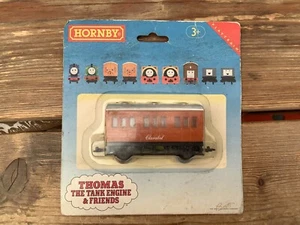 HORNBY
3+
Clarabel
THOMAS
THE TANK ENGINE
& FRIENDS